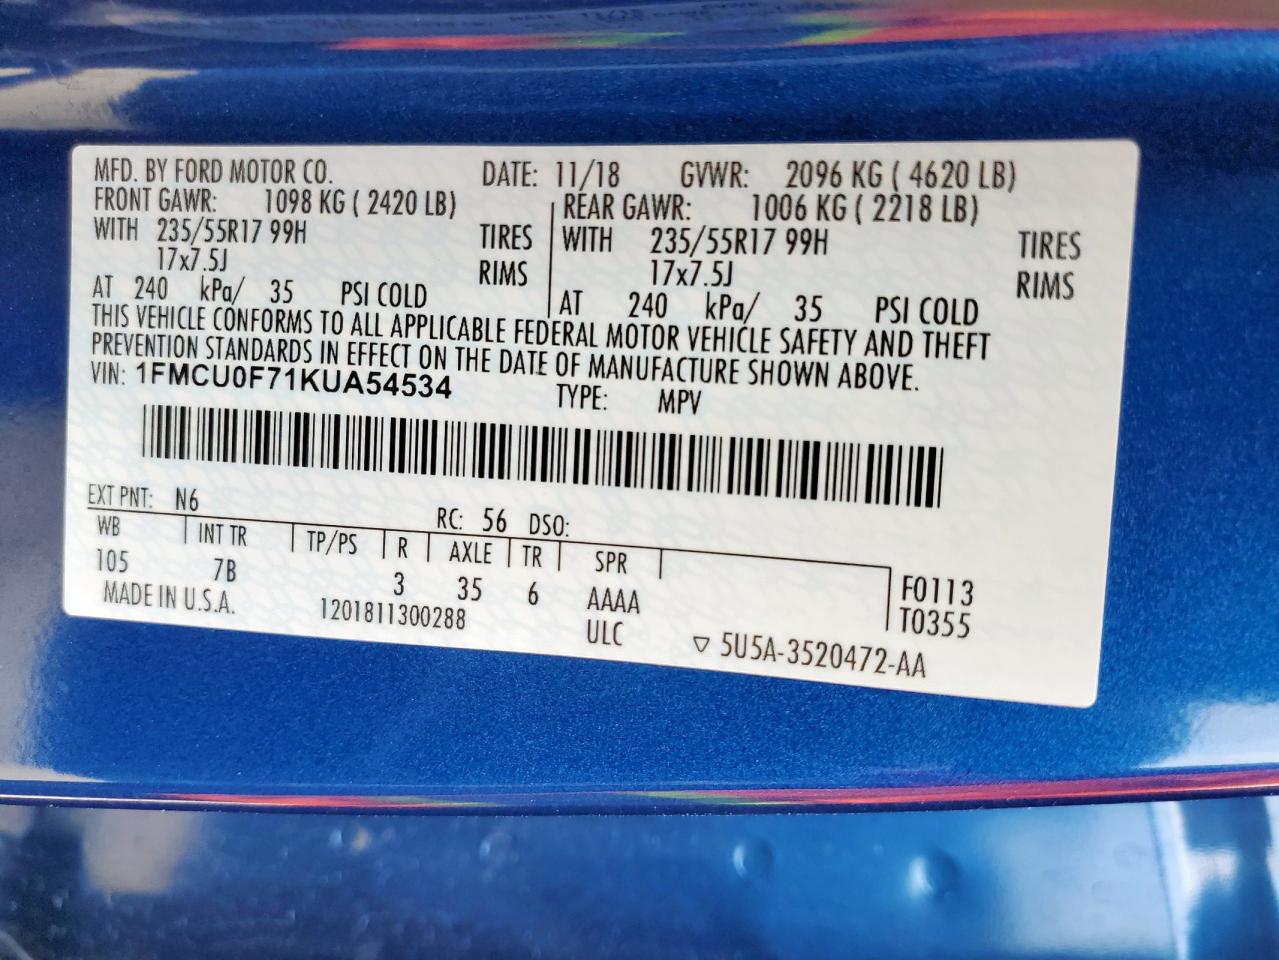 MFD. BY FORD MOTOR CO. DATE: 11/18 GVWR: 2096 KG ( 4620 LB)
FRONT GAWR: 1098 KG ( 2420 LB) REAR GAWR: 1006 KG ( 2218 LB)
WITH 235/55R17 99H TIRES WITH 235/55R17 99H TIRES
17x7.5J RIMS 17x7.5J RIMS
AT 240 kPa/ 35 PSI COLD AT 240 kPa/ 35 PSI COLD
THIS VEHICLE CONFORMS TO ALL APPLICABLE FEDERAL MOTOR VEHICLE SAFETY AND THEFT
PREVENTION STANDARDS IN EFFECT ON THE DATE OF MANUFACTURE SHOWN ABOVE.
VIN: 1FMCU0F71KUA54534 TYPE: MPV
EXT PNT: N6 RC: 56 DSO:
WB INT TR TP/PS R AXLE TR SPR
105 7B 3 35 6 AAAA F0113
MADE IN U.S.A. 1201811300288 ULC T0355
▽ 5U5A-3520472-AA